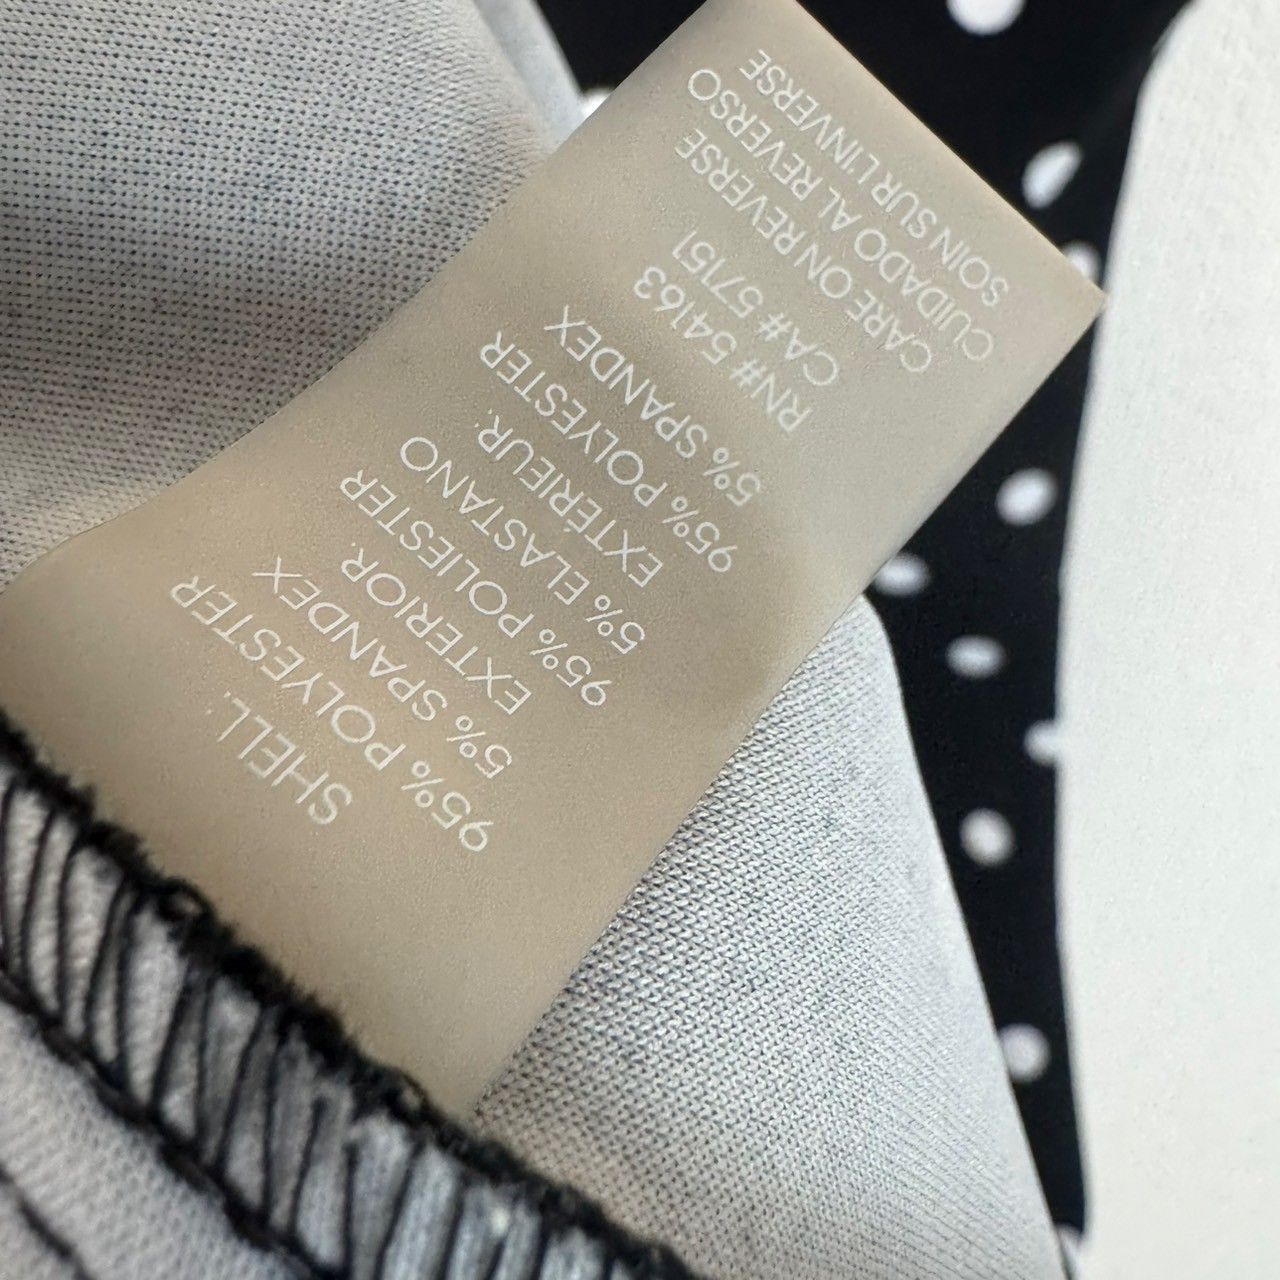 SHELL.
95% POLYESTER
5% SPANDEX
EXTERIOR.
95% POLIESTER
5% ELASTANO
EXTÉRIEUR.
95% POLYESTER
5% SPANDEX
RN# 54163
CA# 57151
CARE ON REVERSE
CUIDADO AL REVERSO
SOIN SUR L'INVERSE